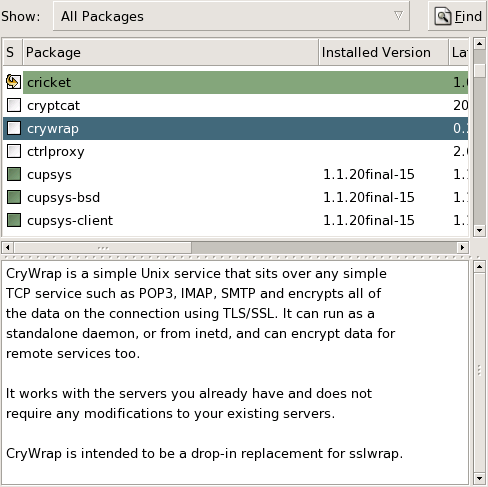 Show: All Packages Find
S Package Installed Version
cricket 1.
cryptcat 20
crywrap 0.
ctrlproxy 2.
cupsys 1.1.20final-15 1.
cupsys-bsd 1.1.20final-15 1.
cupsys-client 1.1.20final-15 1.
CryWrap is a simple Unix service that sits over any simple
TCP service such as POP3, IMAP, SMTP and encrypts all of
the data on the connection using TLS/SSL. It can run as a
standalone daemon, or from inetd, and can encrypt data for
remote services too.
It works with the servers you already have and does not
require any modifications to your existing servers.
CryWrap is intended to be a drop-in replacement for sslwrap.